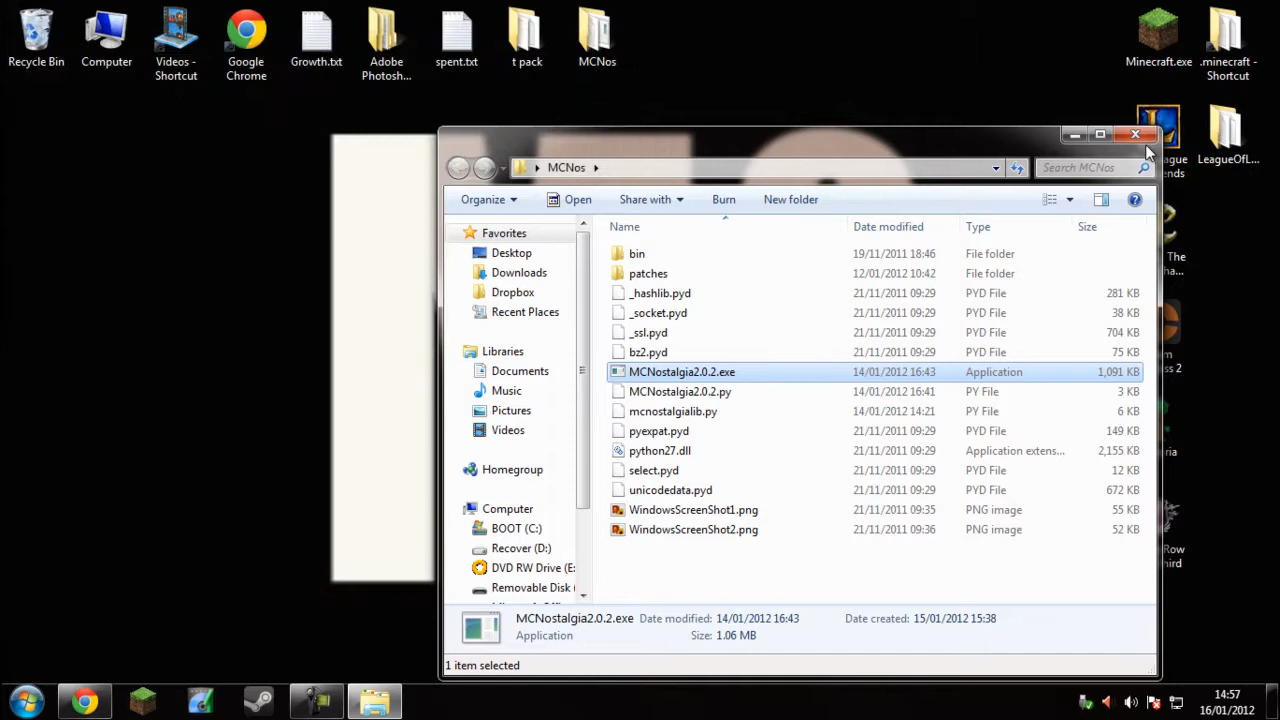 Recycle Bin
Computer
Videos -
Shortcut
Google
Chrome
Growth.txt
Adobe
Photosh...
spent.txt
t pack
MCNos
Minecraft.exe
.minecraft -
Shortcut
LeagueOfL...
MCNos
Search MCNos
Organize
Open
Share with
Burn
New folder
Name
Date modified
Type
Size
Favorites
Desktop
Downloads
Dropbox
Recent Places
Libraries
Documents
Music
Pictures
Videos
Homegroup
Computer
BOOT (C:)
Recover (D:)
DVD RW Drive (E:
Removable Disk (
bin 19/11/2011 18:46 File folder
patches 12/01/2012 10:42 File folder
_hashlib.pyd 21/11/2011 09:29 PYD File 281 KB
_socket.pyd 21/11/2011 09:29 PYD File 38 KB
_ssl.pyd 21/11/2011 09:29 PYD File 704 KB
bz2.pyd 21/11/2011 09:29 PYD File 75 KB
MCNostalgia2.0.2.exe 14/01/2012 16:43 Application 1,091 KB
MCNostalgia2.0.2.py 14/01/2012 16:41 PY File 3 KB
mcnostalgialib.py 14/01/2012 14:21 PY File 6 KB
pyexpat.pyd 21/11/2011 09:29 PYD File 149 KB
python27.dll 21/11/2011 09:29 Application extens... 2,155 KB
select.pyd 21/11/2011 09:29 PYD File 12 KB
unicodedata.pyd 21/11/2011 09:29 PYD File 672 KB
WindowsScreenShot1.png 21/11/2011 09:35 PNG image 55 KB
WindowsScreenShot2.png 21/11/2011 09:36 PNG image 52 KB
MCNostalgia2.0.2.exe Date modified: 14/01/2012 16:43 Date created: 15/01/2012 15:38
Application Size: 1.06 MB
1 item selected
14:57
16/01/2012